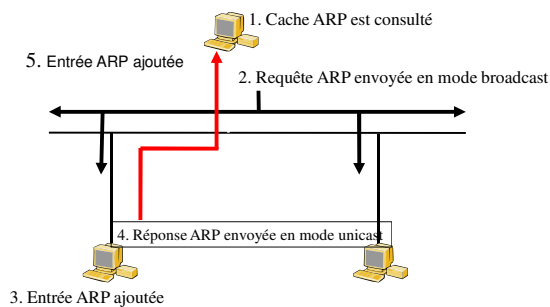 1. Cache ARP est consulté
5. Entrée ARP ajoutée
2. Requête ARP envoyée en mode broadcast
4. Réponse ARP envoyée en mode unicast
3. Entrée ARP ajoutée